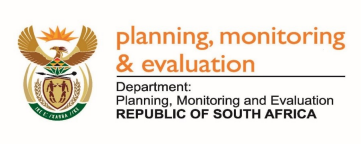 planning, monitoring
& evaluation
Department:
Planning, Monitoring and Evaluation
REPUBLIC OF SOUTH AFRICA